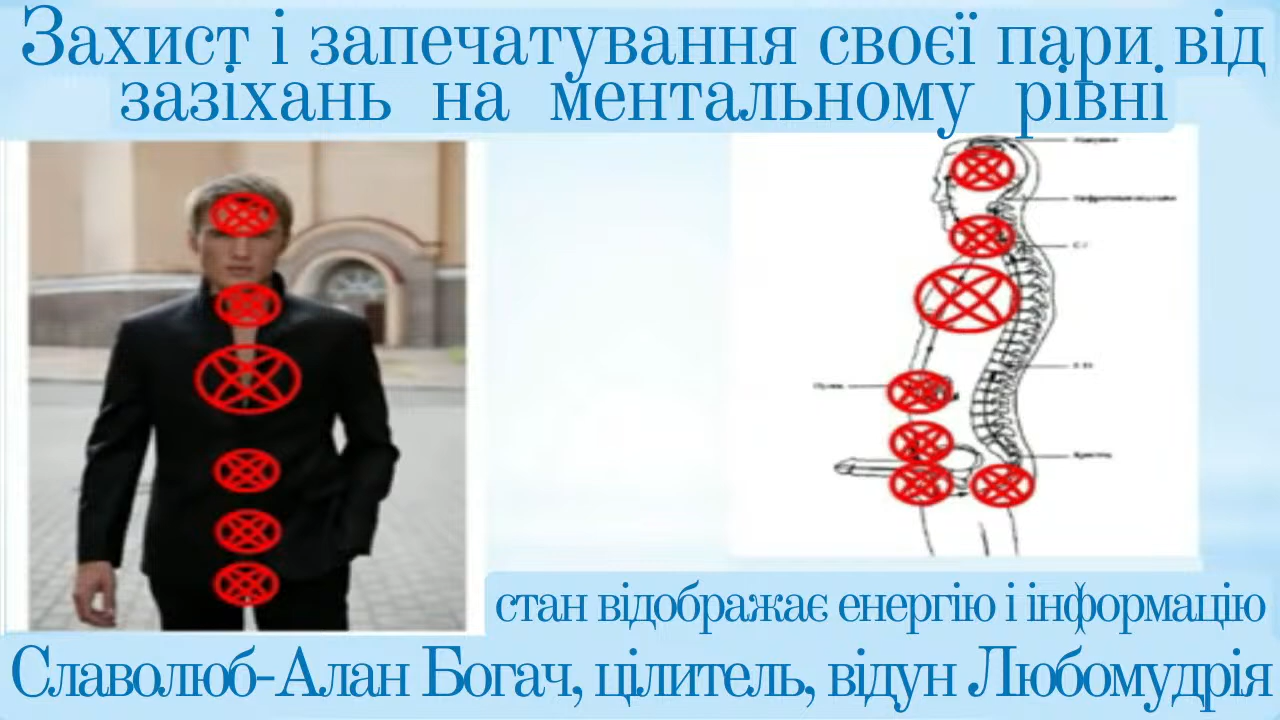 Захист і запечатування своєї пари від
зазіхань на ментальному рівні
стан відображає енергію і інформацію
Славолюб-Алан Богач, цілитель, відун Любомудрія